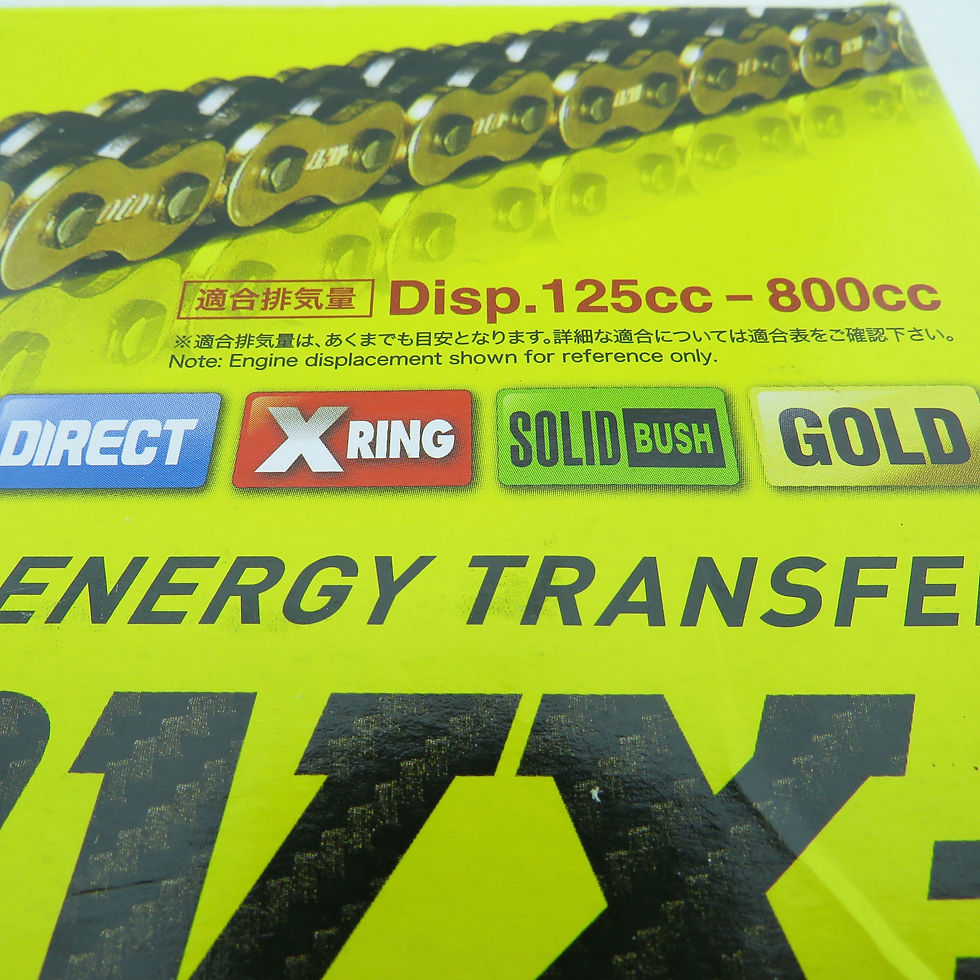 適合排気量 Disp.125cc – 800cc
※適合排気量は、あくまでも目安となります。詳細な適合については適合表をご確認下さい。
Note: Engine displacement shown for reference only.
DIRECT X RING SOLID BUSH GOLD
ENERGY TRANSFE
VX